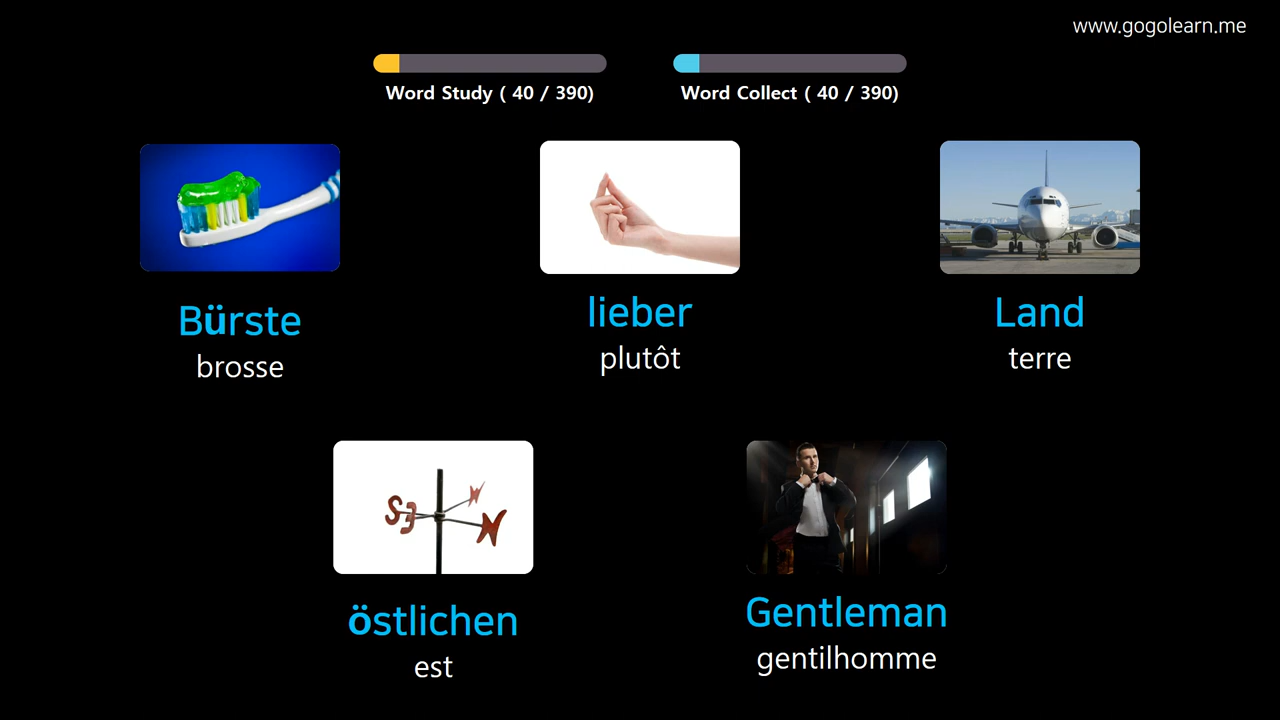 www.gogolearn.me
Word Study ( 40 / 390)
Word Collect ( 40 / 390)
Bürste
brosse
lieber
plutôt
Land
terre
S E W N
östlichen
est
Gentleman
gentilhomme